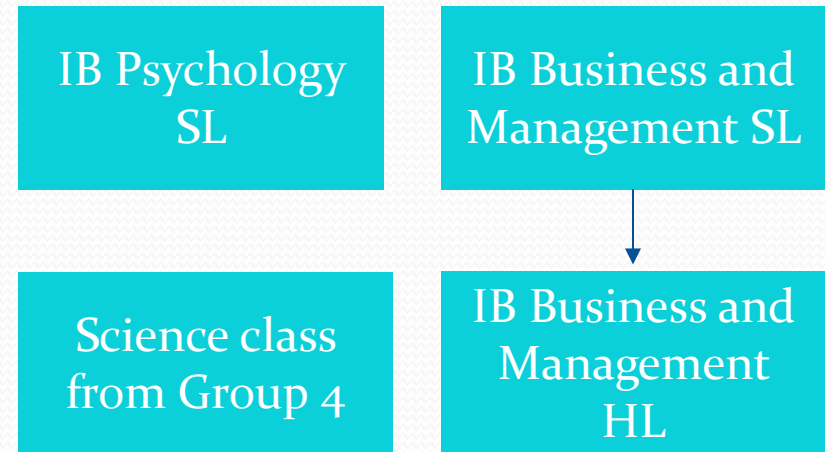 IB Psychology
SL
IB Business and
Management SL
Science class
from Group 4
IB Business and
Management
HL